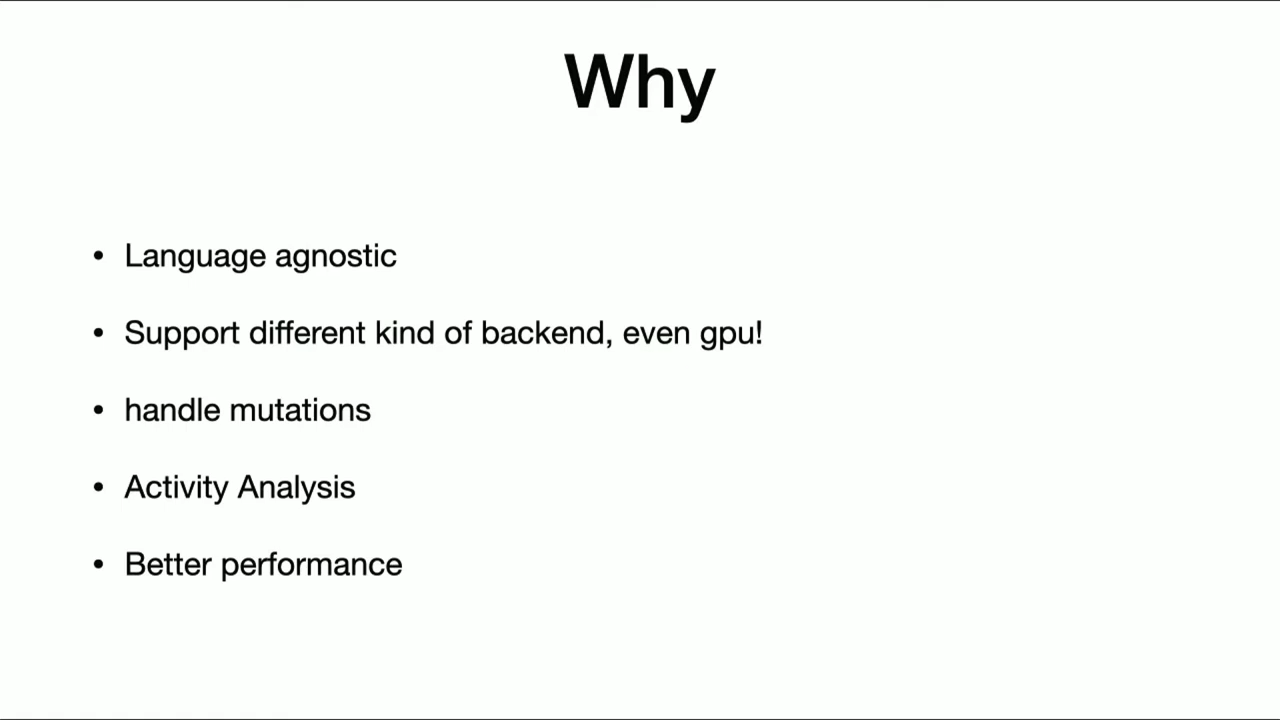 Why
• Language agnostic
• Support different kind of backend, even gpu!
• handle mutations
• Activity Analysis
• Better performance